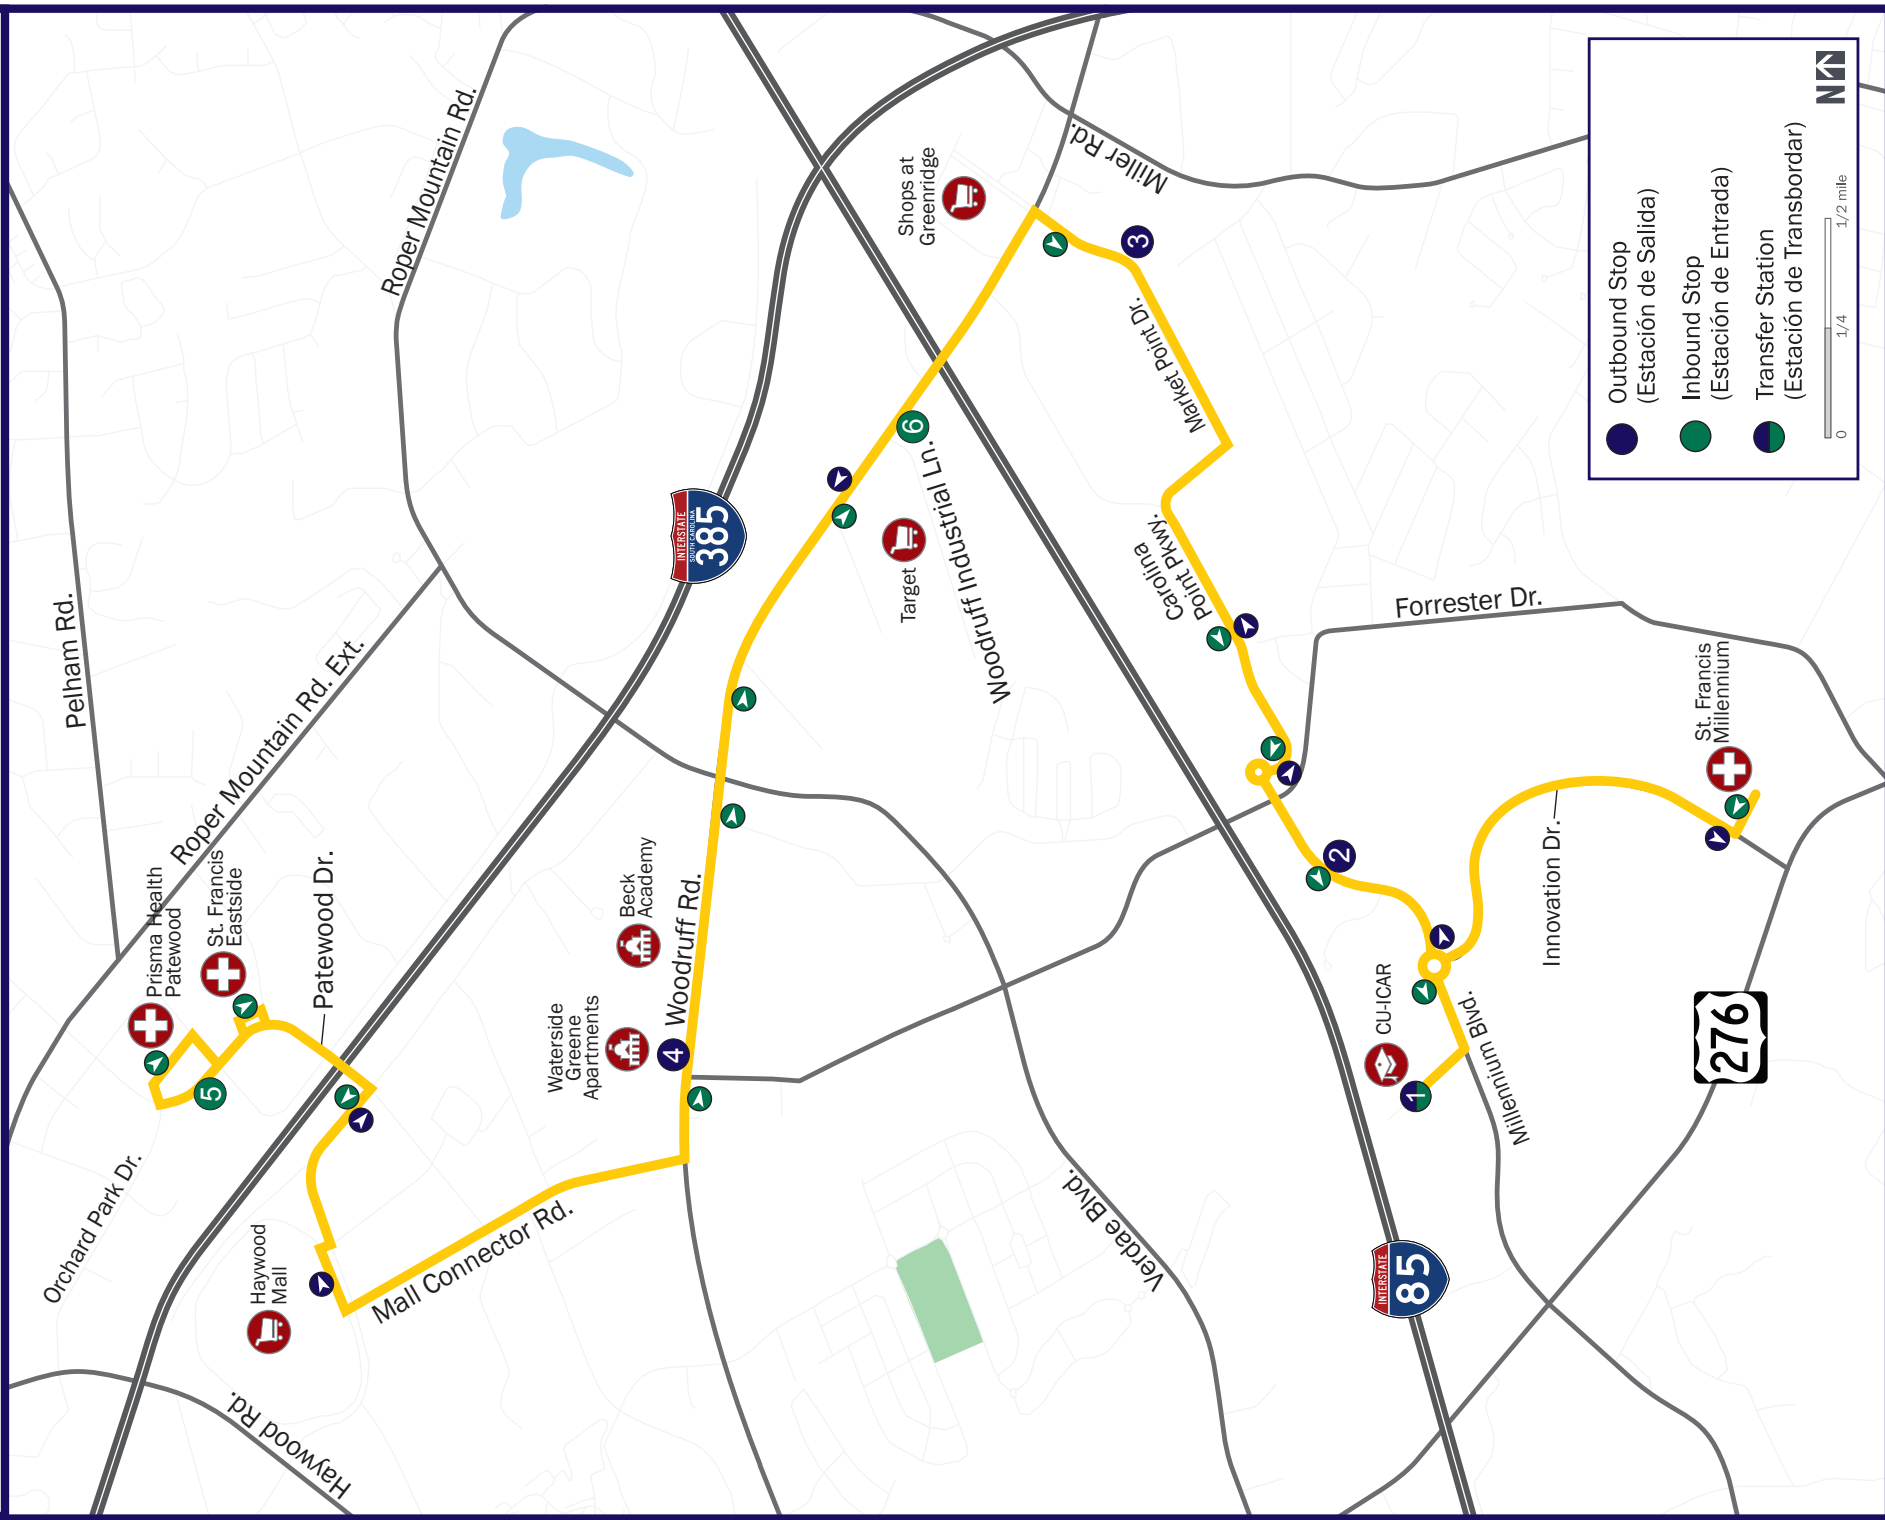 Pelham Rd.
Roper Mountain Rd.
Roper Mountain Rd. Ext.
Prisma Health
Patewood
St. Francis
Eastside
Patewood Dr.
Orchard Park Dr.
Haywood
Mall
Haywood Rd.
Mall Connector Rd.
5
INTERSTATE
SOUTH CAROLINA
385
Waterside
Greene
Apartments
Beck
Academy
4
Woodruff Rd.
Target
6
Woodruff Industrial Ln.
Shops at
Greenridge
Miller Rd.
3
Market Point Dr.
Carolina
Point Pkwy.
2
Forrester Dr.
St. Francis
Millennium
Innovation Dr.
CU-ICAR
1
Millennium Blvd.
Verdae Blvd.
INTERSTATE
85
276
Outbound Stop
(Estación de Salida)
Inbound Stop
(Estación de Entrada)
Transfer Station
(Estación de Transbordar)
0
1/4
1/2 mile
N